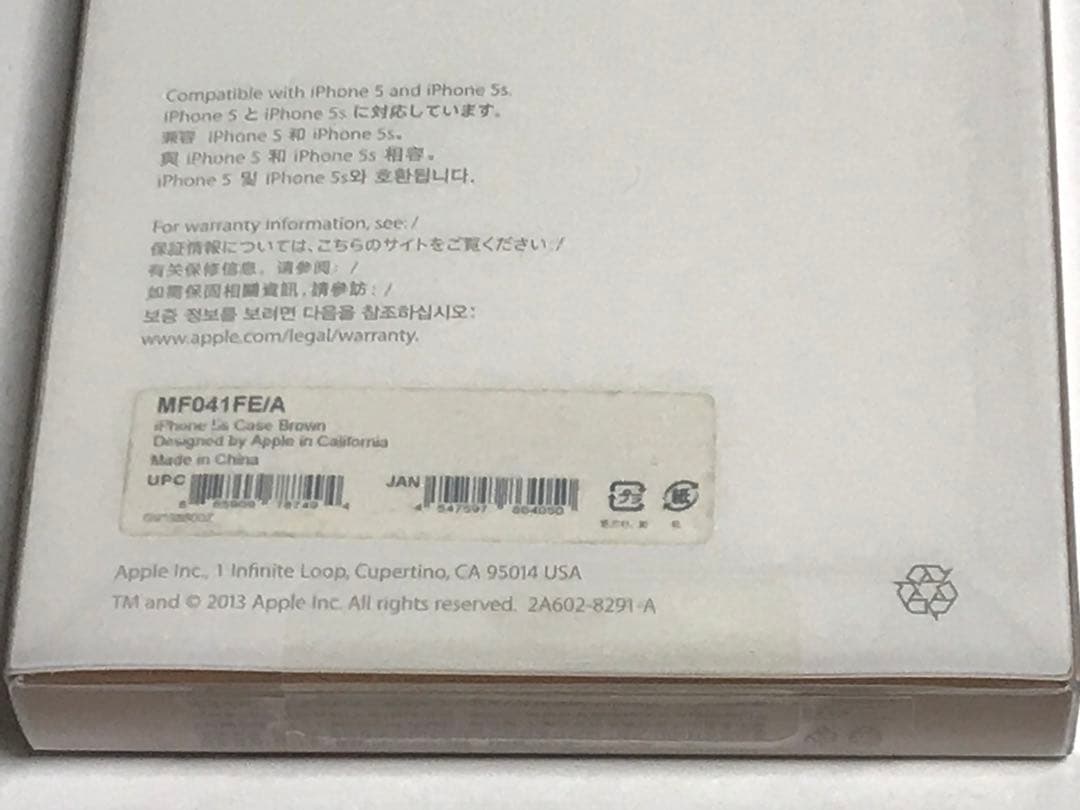 Compatible with iPhone 5 and iPhone 5s.
iPhone 5 と iPhone 5s に対応しています。
兼容 iPhone 5 和 iPhone 5s。
與 iPhone 5 和 iPhone 5s 相容。
iPhone 5 및 iPhone 5s와 호환됩니다.
For warranty information, see: /
保証情報については、こちらのサイトをご覧ください: /
有关保修信息，请参阅: /
如需保固相關資訊，請參訪: /
보증 정보를 보려면 다음을 참조하십시오:
www.apple.com/legal/warranty.
MF041FE/A
iPhone 5s Case Brown
Designed by Apple in California
Made in China
UPC
JAN
4 547597
プラ
紙
Apple Inc., 1 Infinite Loop, Cupertino, CA 95014 USA
TM and © 2013 Apple Inc. All rights reserved. 2A602-8291-A